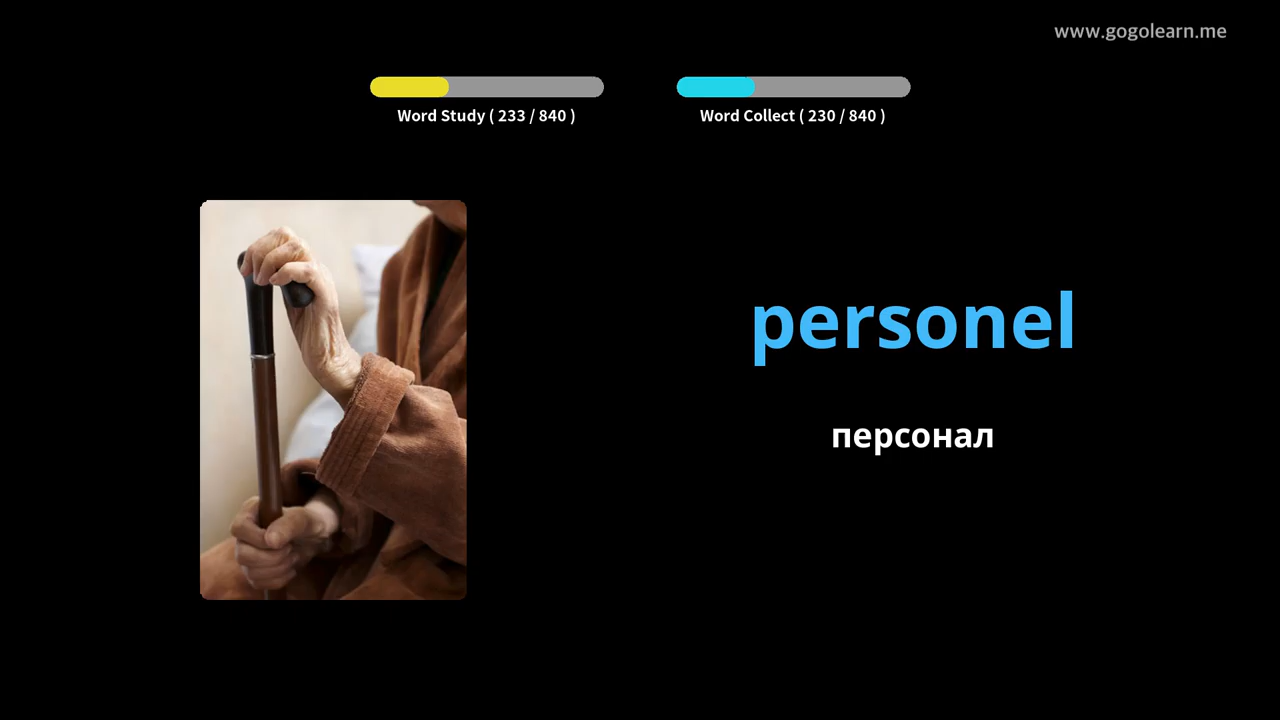 www.gogolearn.me
Word Study ( 233 / 840 )
Word Collect ( 230 / 840 )
personel
персонал